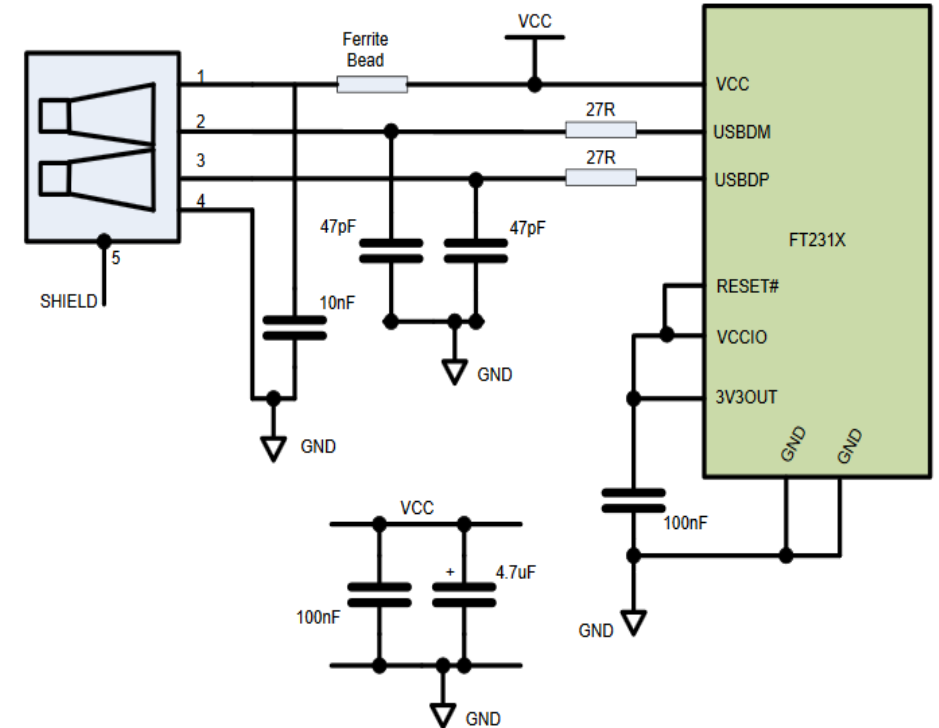 VCC
Ferrite
Bead
1
VCC
27R
2
USBDM
27R
3
USBDP
4
47pF
47pF
FT231X
5
SHIELD
RESET#
10nF
VCCIO
GND
3V3OUT
GND
GND
GND
VCC
100nF
+
4.7uF
100nF
GND
GND